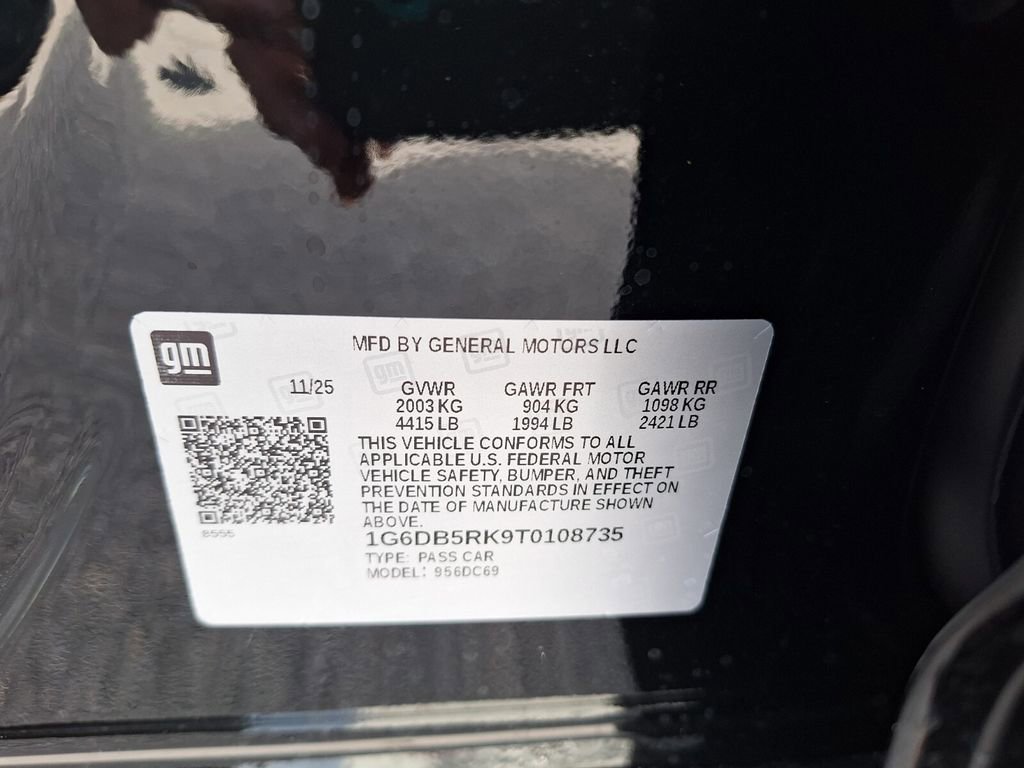 gm
MFD BY GENERAL MOTORS LLC
11/25 GVWR GAWR FRT GAWR RR
2003 KG 904 KG 1098 KG
4415 LB 1994 LB 2421 LB
THIS VEHICLE CONFORMS TO ALL
APPLICABLE U.S. FEDERAL MOTOR
VEHICLE SAFETY, BUMPER, AND THEFT
PREVENTION STANDARDS IN EFFECT ON
THE DATE OF MANUFACTURE SHOWN
ABOVE.
8555
1G6DB5RK9T0108735
TYPE: PASS CAR
MODEL: 956DC69